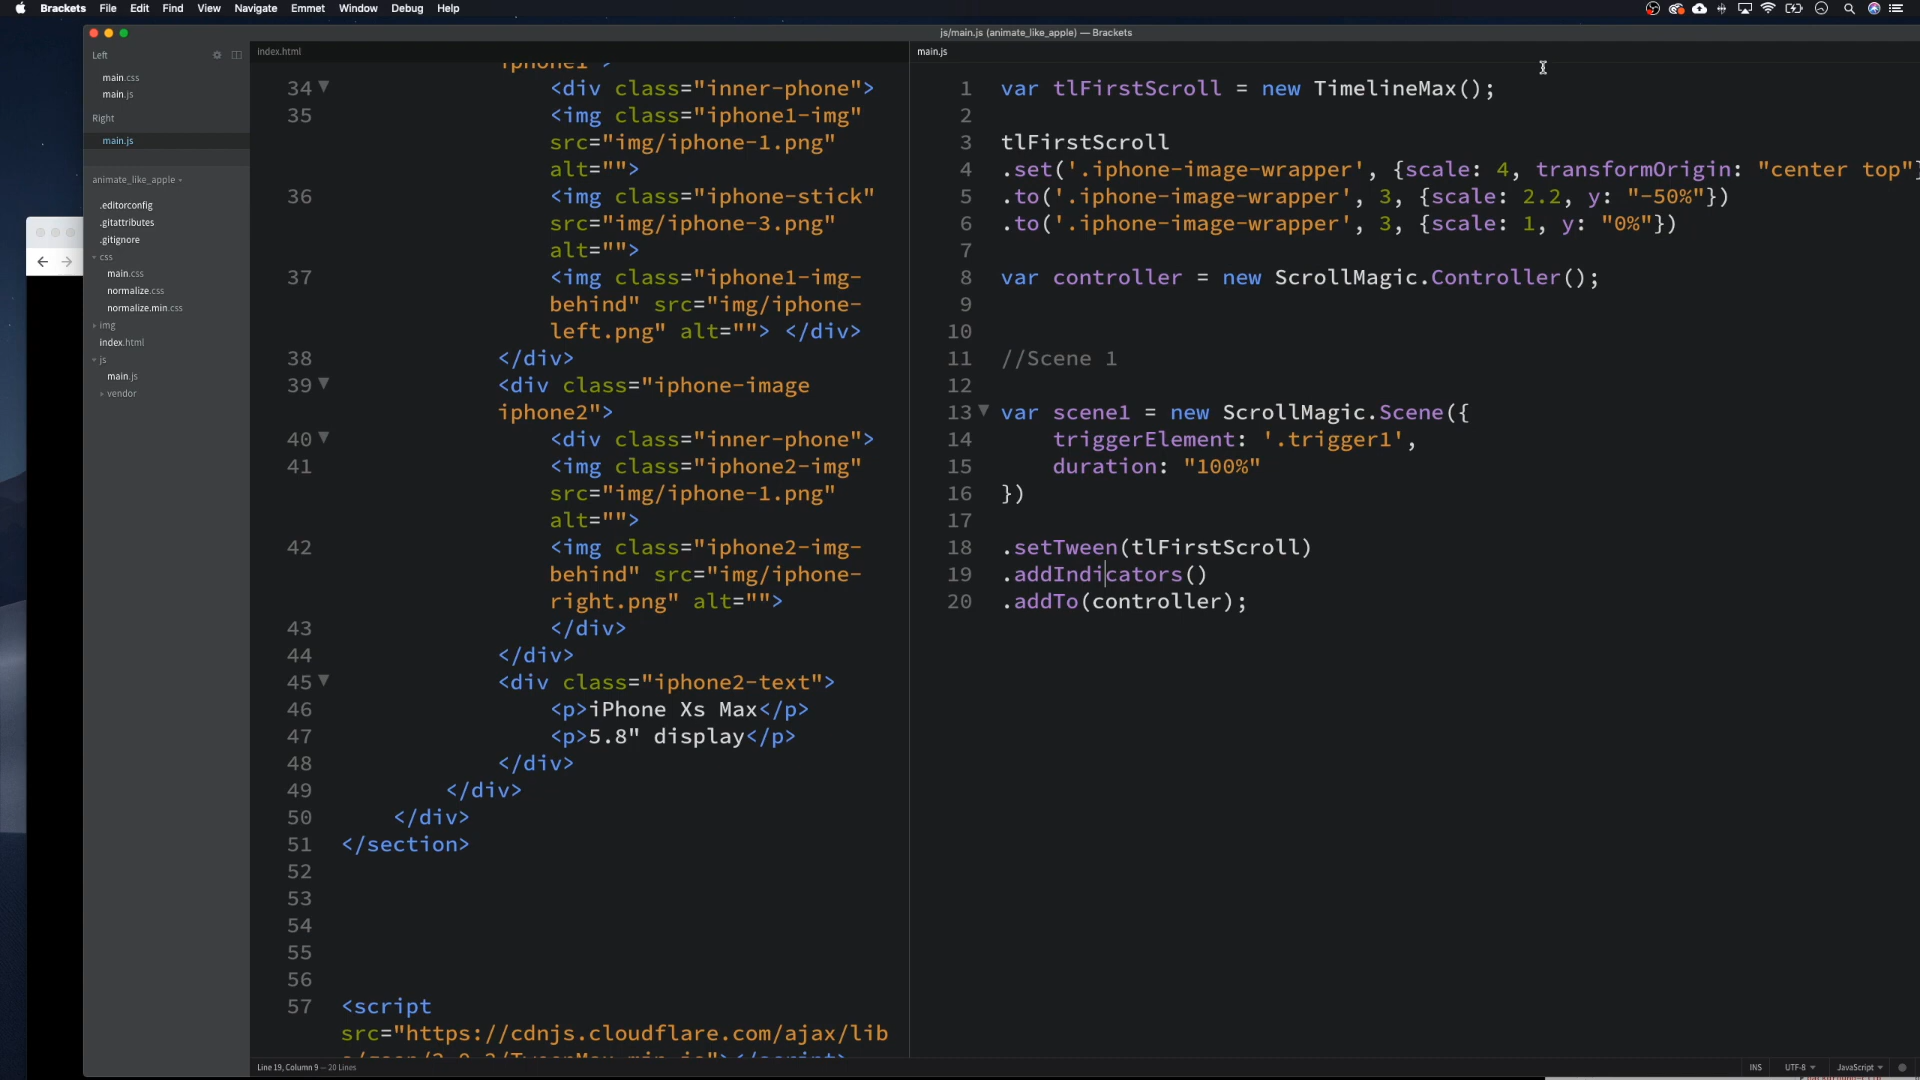 Brackets File Edit Find View Navigate Emmet Window Debug Help
js/main.js (animate_like_apple) — Brackets
Left
main.css
main.js
Right
main.js
animate_like_apple
.editorconfig
.gitattributes
.gitignore
css
main.css
normalize.css
normalize.min.css
img
index.html
js
main.js
vendor
index.html
iphone1">
34 <div class="inner-phone">
35 <img class="iphone1-img"
src="img/iphone-1.png"
alt="">
36 <img class="iphone-stick"
src="img/iphone-3.png"
alt="">
37 <img class="iphone1-img-
behind" src="img/iphone-
left.png" alt=""> </div>
38 </div>
39 <div class="iphone-image
iphone2">
40 <div class="inner-phone">
41 <img class="iphone2-img"
src="img/iphone-1.png"
alt="">
42 <img class="iphone2-img-
behind" src="img/iphone-
right.png" alt="">
43 </div>
44 </div>
45 <div class="iphone2-text">
46 <p>iPhone Xs Max</p>
47 <p>5.8" display</p>
48 </div>
49 </div>
50 </div>
51 </section>
52
53
54
55
56
57 <script
src="https://cdnjs.cloudflare.com/ajax/lib
main.js
1 var tlFirstScroll = new TimelineMax();
2
3 tlFirstScroll
4 .set('.iphone-image-wrapper', {scale: 4, transformOrigin: "center top"}
5 .to('.iphone-image-wrapper', 3, {scale: 2.2, y: "-50%"})
6 .to('.iphone-image-wrapper', 3, {scale: 1, y: "0%"})
7
8 var controller = new ScrollMagic.Controller();
9
10
11 //Scene 1
12
13 var scene1 = new ScrollMagic.Scene({
14 triggerElement: '.trigger1',
15 duration: "100%"
16 })
17
18 .setTween(tlFirstScroll)
19 .addIndicators()
20 .addTo(controller);
Line 19, Column 9 — 20 Lines
INS UTF-8 JavaScript